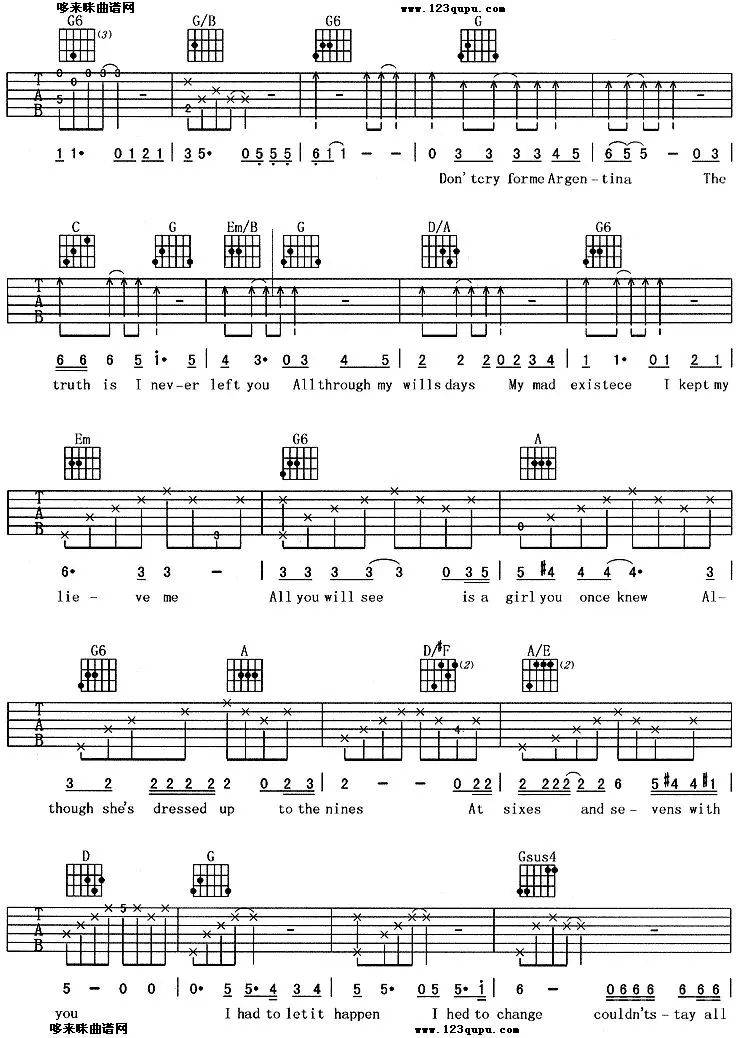 哆来咪曲谱网 www.123qupu.com
G6 (3) G/B G6 G
T A B 0 5 0 0 3 3 2
1 1· 0 1 2 1 | 3 5· 0 5 5 5 | 6 1 1 - - | 0 3 3 3 3 4 5 | 6 5 5 - 0 3 |
Don'tcry forme Argen-tina The
C G Em/B G D/A G6
T A B
6 6 6 5 i· 5 | 4 3· 0 3 4 5 | 2 2 2 0 2 3 4 | 1 1· 0 1 2 1 |
truth is I nev-er left you Allthrough my wills days My mad existece I kept my
Em G6 A
T A B 3 0
6· 3 3 - | 3 3 3 3 3 0 3 5 | 5 #4 4 4 4· 3 |
lie - ve me All you will see is a girl you once knew Al-
G6 A D/#F (2) A/E (2)
T A B 4
3 2 2 2 2 2 2 0 2 3 | 2 - - 0 2 2 | 2 2 2 2 2 2 6 5 #4 4 #1 |
though she's dressed up to the nines At sixes and se- vens with
D G Gsus4
T A B 5
5 - 0 0 | 0· 5 5· 4 3 4 | 5 5· 0 5 5· i | 6 - 0 6 6 6 6 6 6 |
you I had to letit happen I hed to change couldn'ts-tay all
哆来咪曲谱网 www.123qupu.com